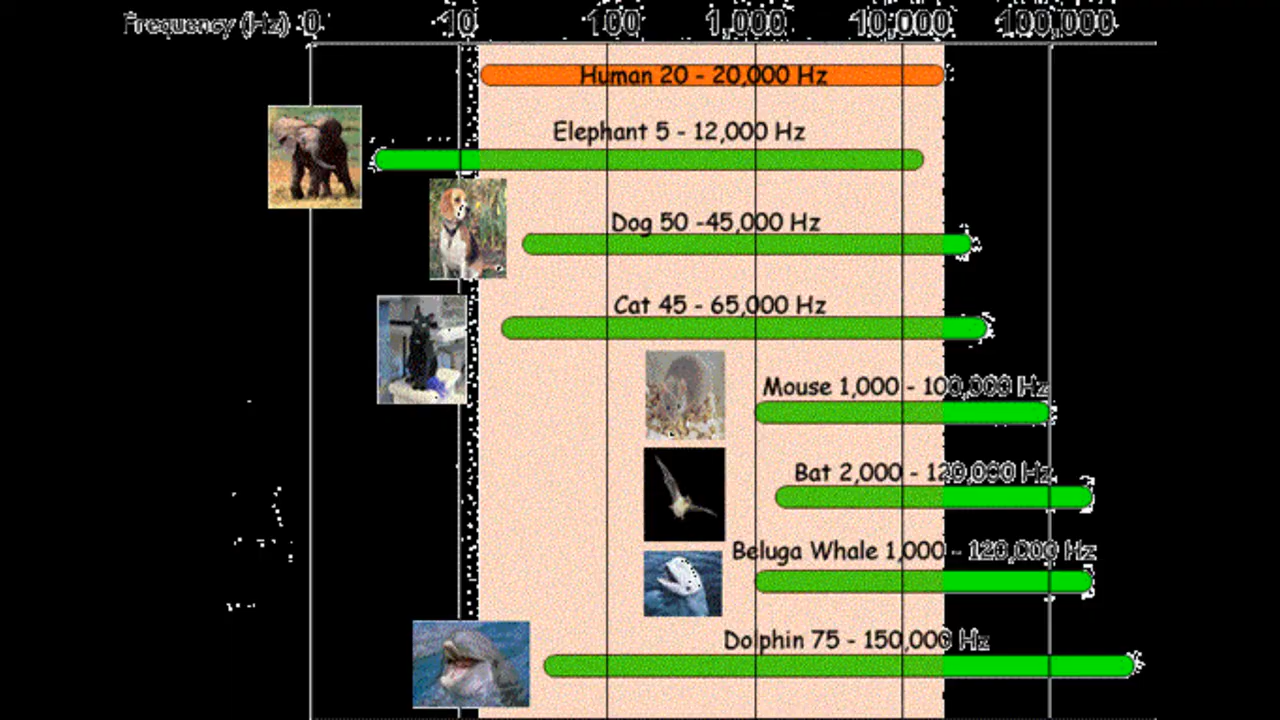 Frequency (Hz) 0 10 100 1,000 10,000 100,000
Human 20 - 20,000 Hz
Elephant 5 - 12,000 Hz
Dog 50 -45,000 Hz
Cat 45 - 65,000 Hz
Mouse 1,000 - 100,000 Hz
Bat 2,000 - 120,000 Hz
Beluga Whale 1,000 - 120,000 Hz
Dolphin 75 - 150,000 Hz